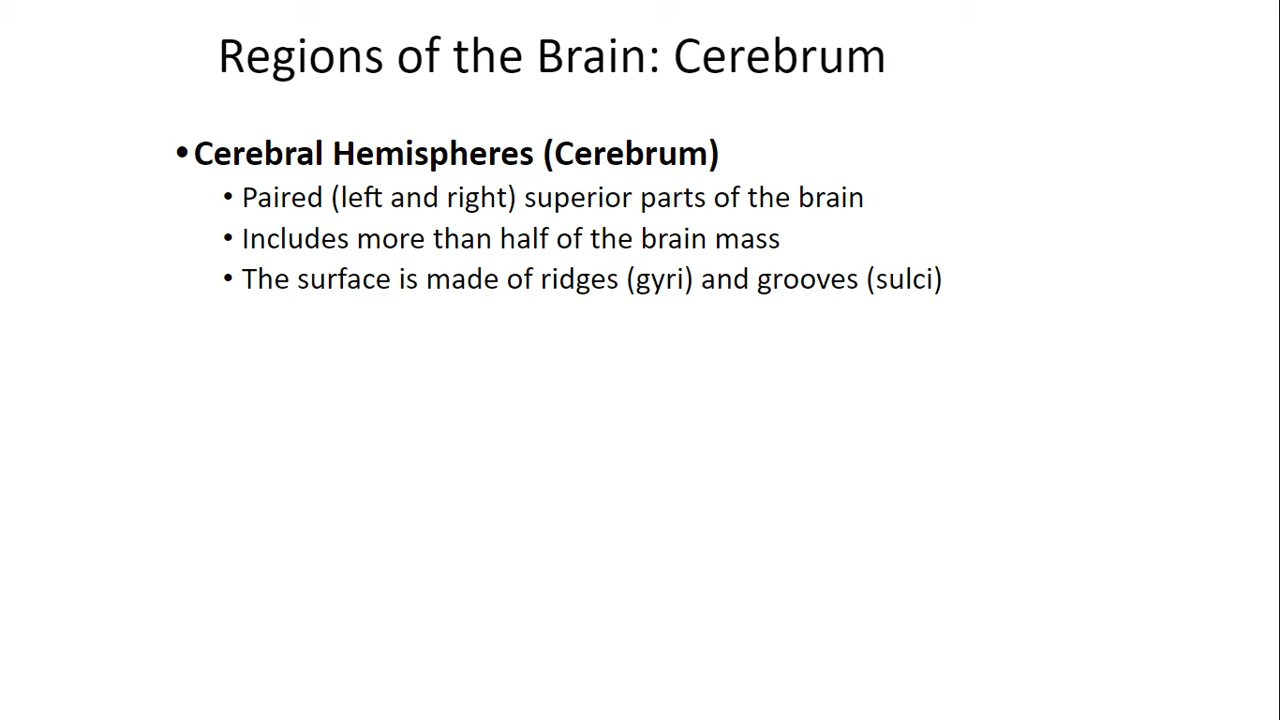 Regions of the Brain: Cerebrum
• Cerebral Hemispheres (Cerebrum)
• Paired (left and right) superior parts of the brain
• Includes more than half of the brain mass
• The surface is made of ridges (gyri) and grooves (sulci)